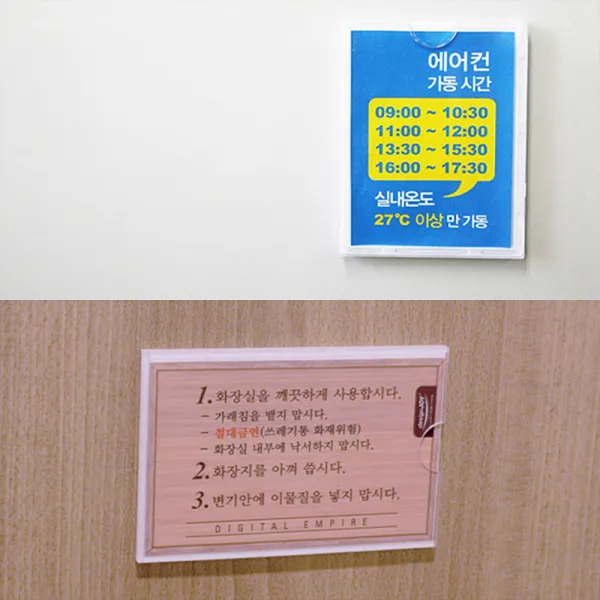 에어컨
가동 시간
09:00 ~ 10:30
11:00 ~ 12:00
13:30 ~ 15:30
16:00 ~ 17:30
실내온도
27℃ 이상 만 가동
1. 화장실을 깨끗하게 사용합시다.
- 가래침을 뱉지 맙시다.
- 절대금연(쓰레기통 화재위험)
- 화장실 내부에 낙서하지 맙시다.
2. 화장지를 아껴 씁시다.
3. 변기안에 이물질을 넣지 맙시다.
DIGITAL EMPIRE